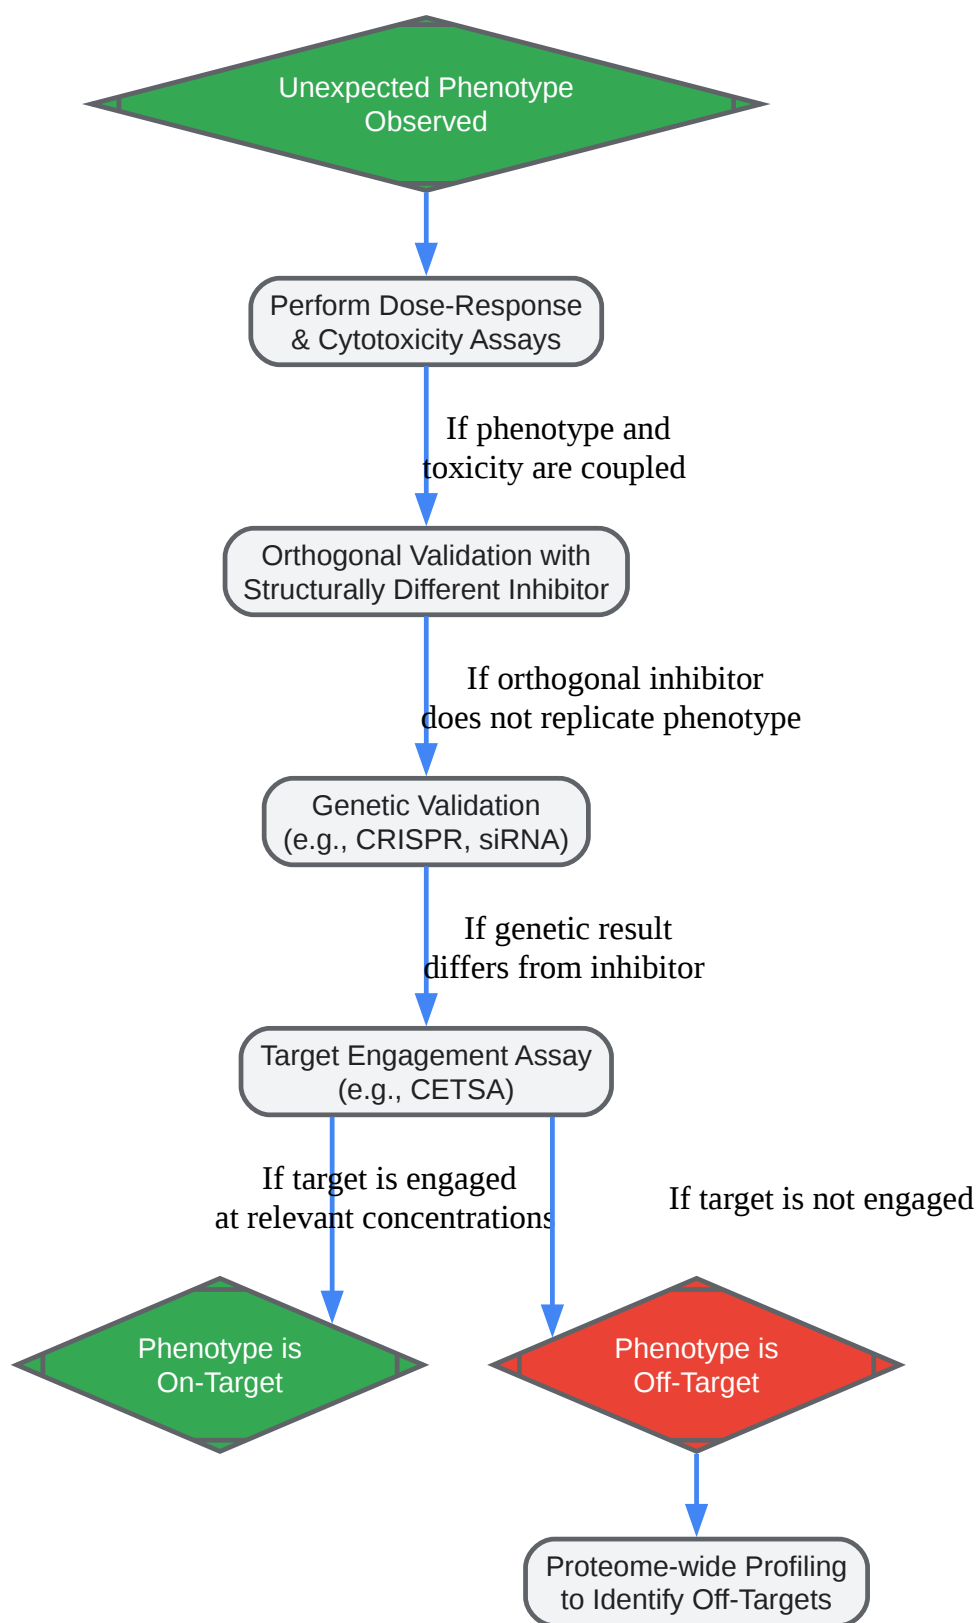 Unexpected Phenotype
Observed
Perform Dose-Response
& Cytotoxicity Assays
If phenotype and
toxicity are coupled
Orthogonal Validation with
Structurally Different Inhibitor
If orthogonal inhibitor
does not replicate phenotype
Genetic Validation
(e.g., CRISPR, siRNA)
If genetic result
differs from inhibitor
Target Engagement Assay
(e.g., CETSA)
If target is engaged
at relevant concentrations
If target is not engaged
Phenotype is
On-Target
Phenotype is
Off-Target
Proteome-wide Profiling
to Identify Off-Targets